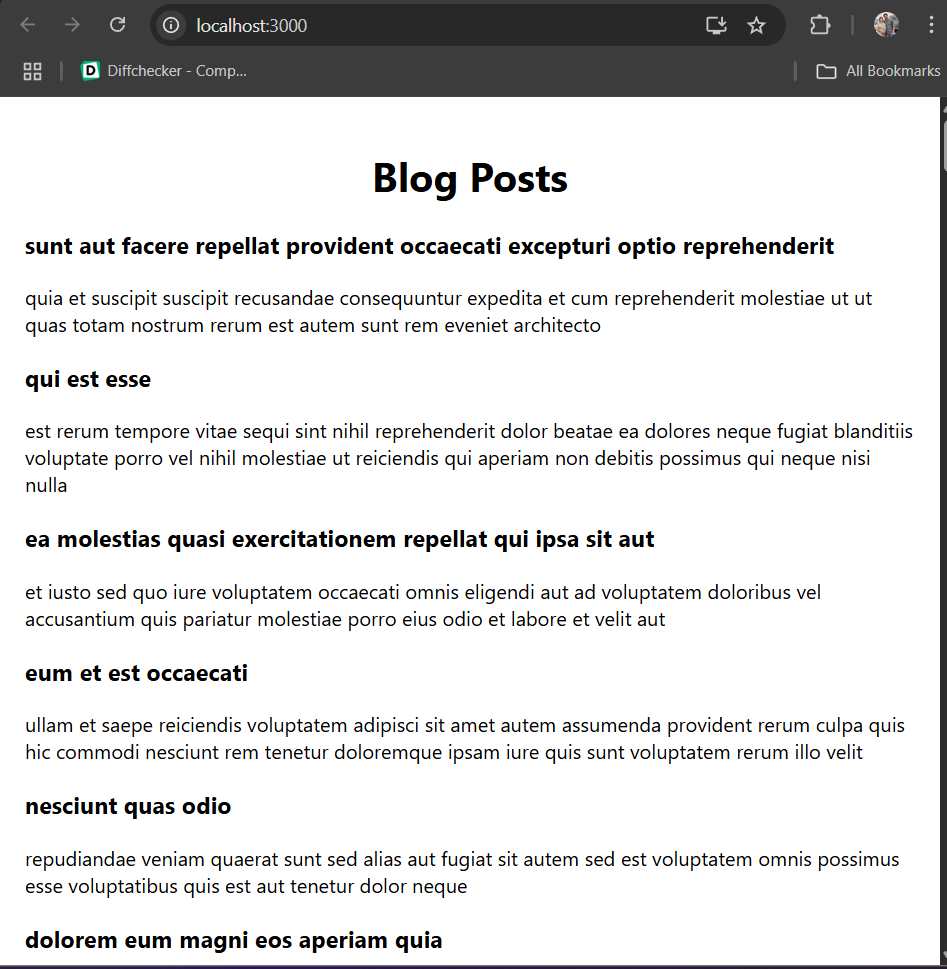 localhost:3000
Diffchecker - Comp...
All Bookmarks
Blog Posts
sunt aut facere repellat provident occaecati excepturi optio reprehenderit
quia et suscipit suscipit recusandae consequuntur expedita et cum reprehenderit molestiae ut ut
quas totam nostrum rerum est autem sunt rem eveniet architecto
qui est esse
est rerum tempore vitae sequi sint nihil reprehenderit dolor beatae ea dolores neque fugiat blanditiis
voluptate porro vel nihil molestiae ut reiciendis qui aperiam non debitis possimus qui neque nisi
nulla
ea molestias quasi exercitationem repellat qui ipsa sit aut
et iusto sed quo iure voluptatem occaecati omnis eligendi aut ad voluptatem doloribus vel
accusantium quis pariatur molestiae porro eius odio et labore et velit aut
eum et est occaecati
ullam et saepe reiciendis voluptatem adipisci sit amet autem assumenda provident rerum culpa quis
hic commodi nesciunt rem tenetur doloremque ipsam iure quis sunt voluptatem rerum illo velit
nesciunt quas odio
repudiandae veniam quaerat sunt sed alias aut fugiat sit autem sed est voluptatem omnis possimus
esse voluptatibus quis est aut tenetur dolor neque
dolorem eum magni eos aperiam quia